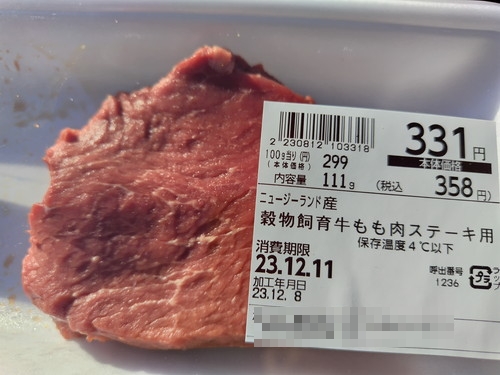 2 230812 103318
331円
本体価格
100g当り(円) 299
(本体価格)
内容量 111g
(税込 358円)
ニュージーランド産
穀物飼育牛もも肉ステーキ用
保存温度4℃以下
消費期限
23.12.11
加工年月日
23.12. 8
呼出番号
1236
プラ